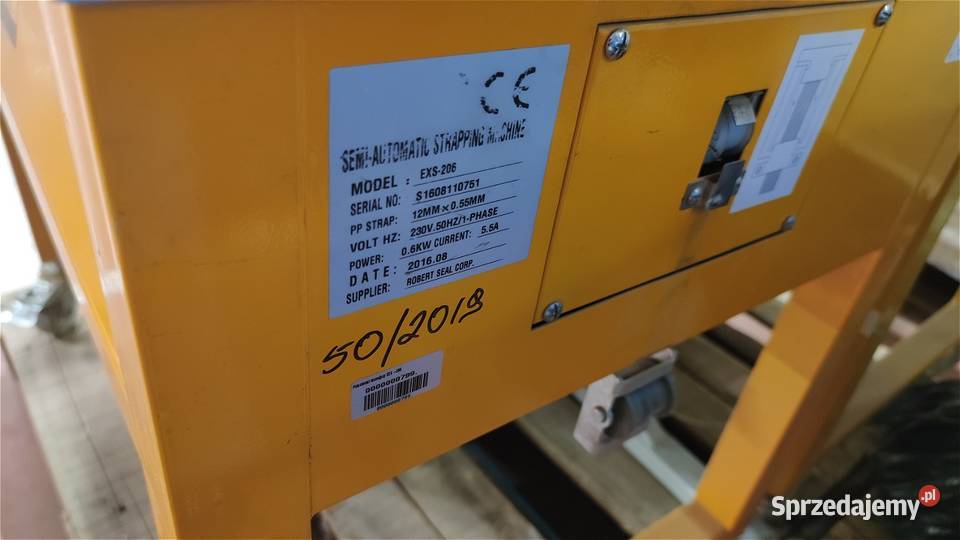 CE
SEMI-AUTOMATIC STRAPPING MACHINE
MODEL : EXS-206
SERIAL NO: S1608110751
PP STRAP: 12MM×0.55MM
VOLT HZ: 230V.50HZ/1-PHASE
POWER: 0.6KW CURRENT: 5.5A
DATE: 2016.08
SUPPLIER: ROBERT SEAL CORP.
50/2019
0000009799
Sprzedajemy.pl